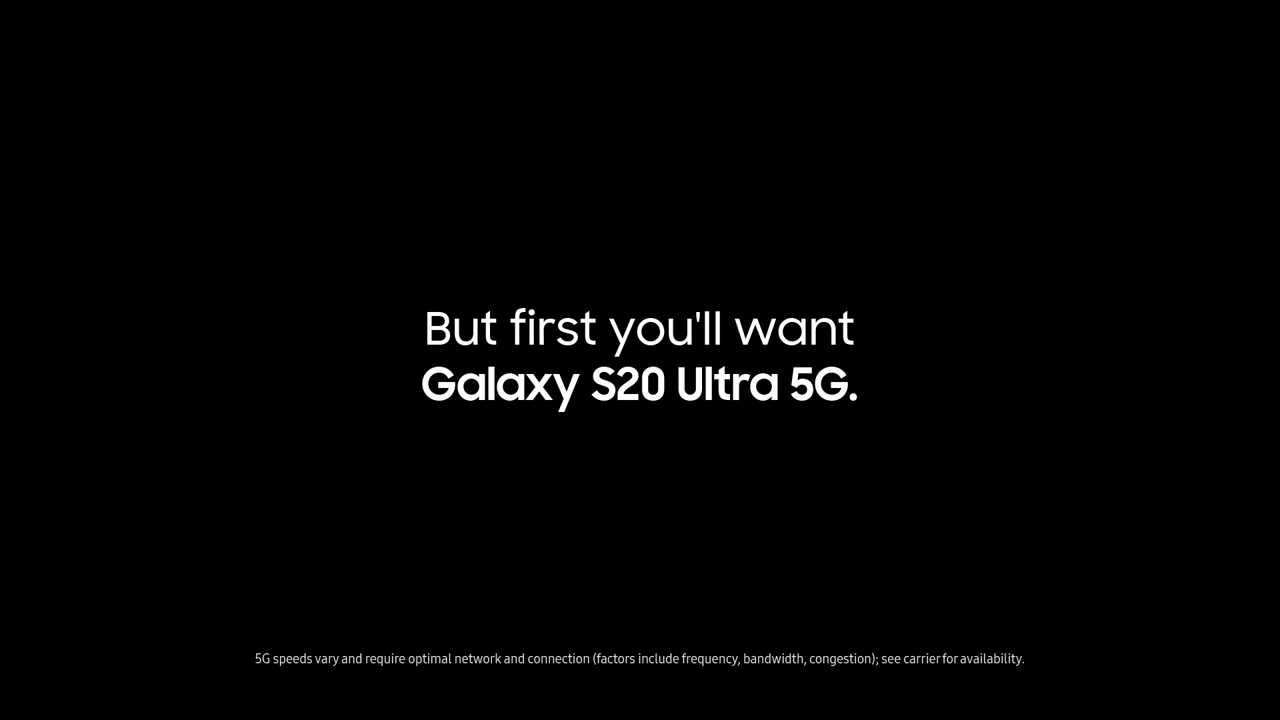 But first you'll want
Galaxy S20 Ultra 5G.
5G speeds vary and require optimal network and connection (factors include frequency, bandwidth, congestion); see carrier for availability.